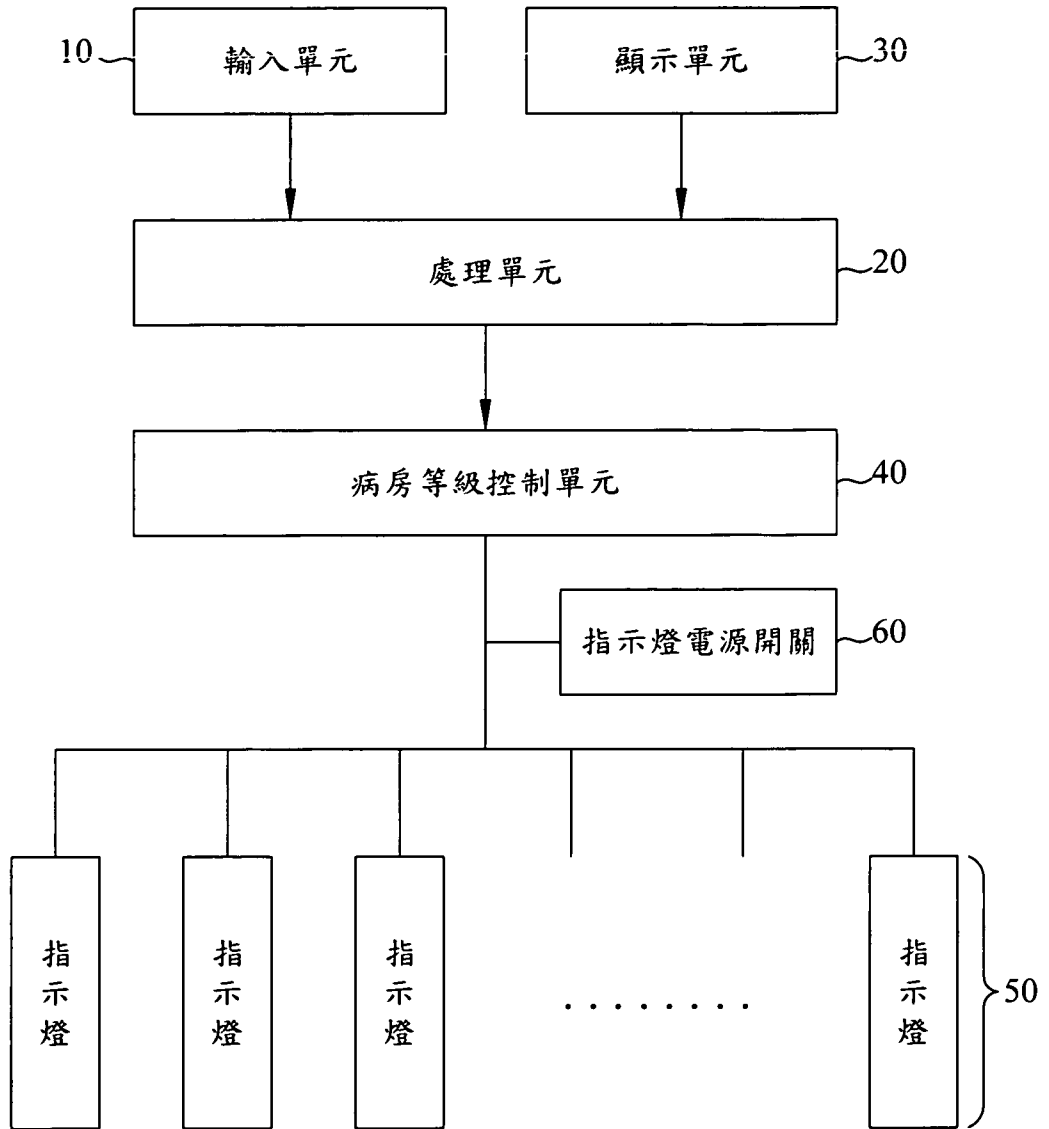 10
輸入單元
顯示單元
30
處理單元
20
病房等級控制單元
40
指示燈電源開關
60
指示燈
指示燈
指示燈
........
指示燈
50